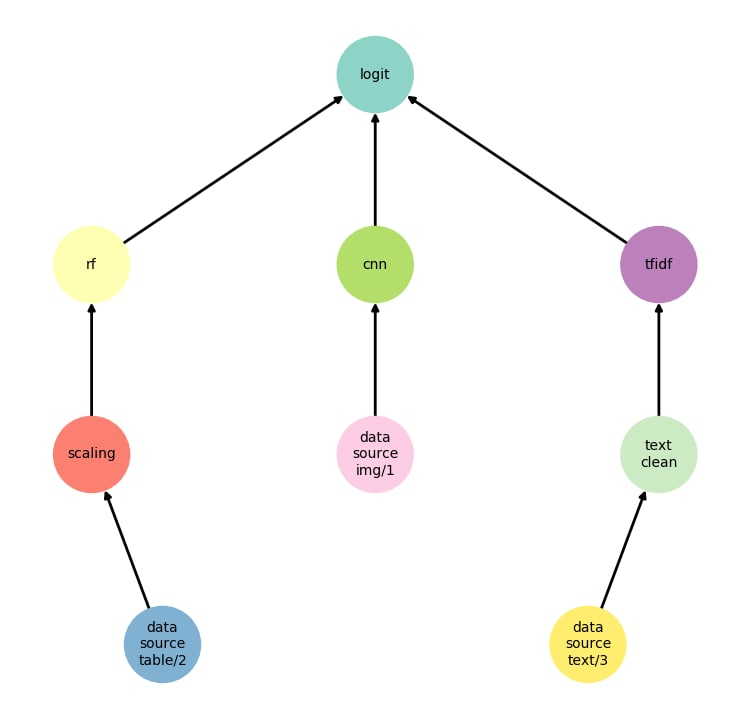 logit
rf
cnn
tfidf
scaling
data
source
img/1
text
clean
data
source
table/2
data
source
text/3